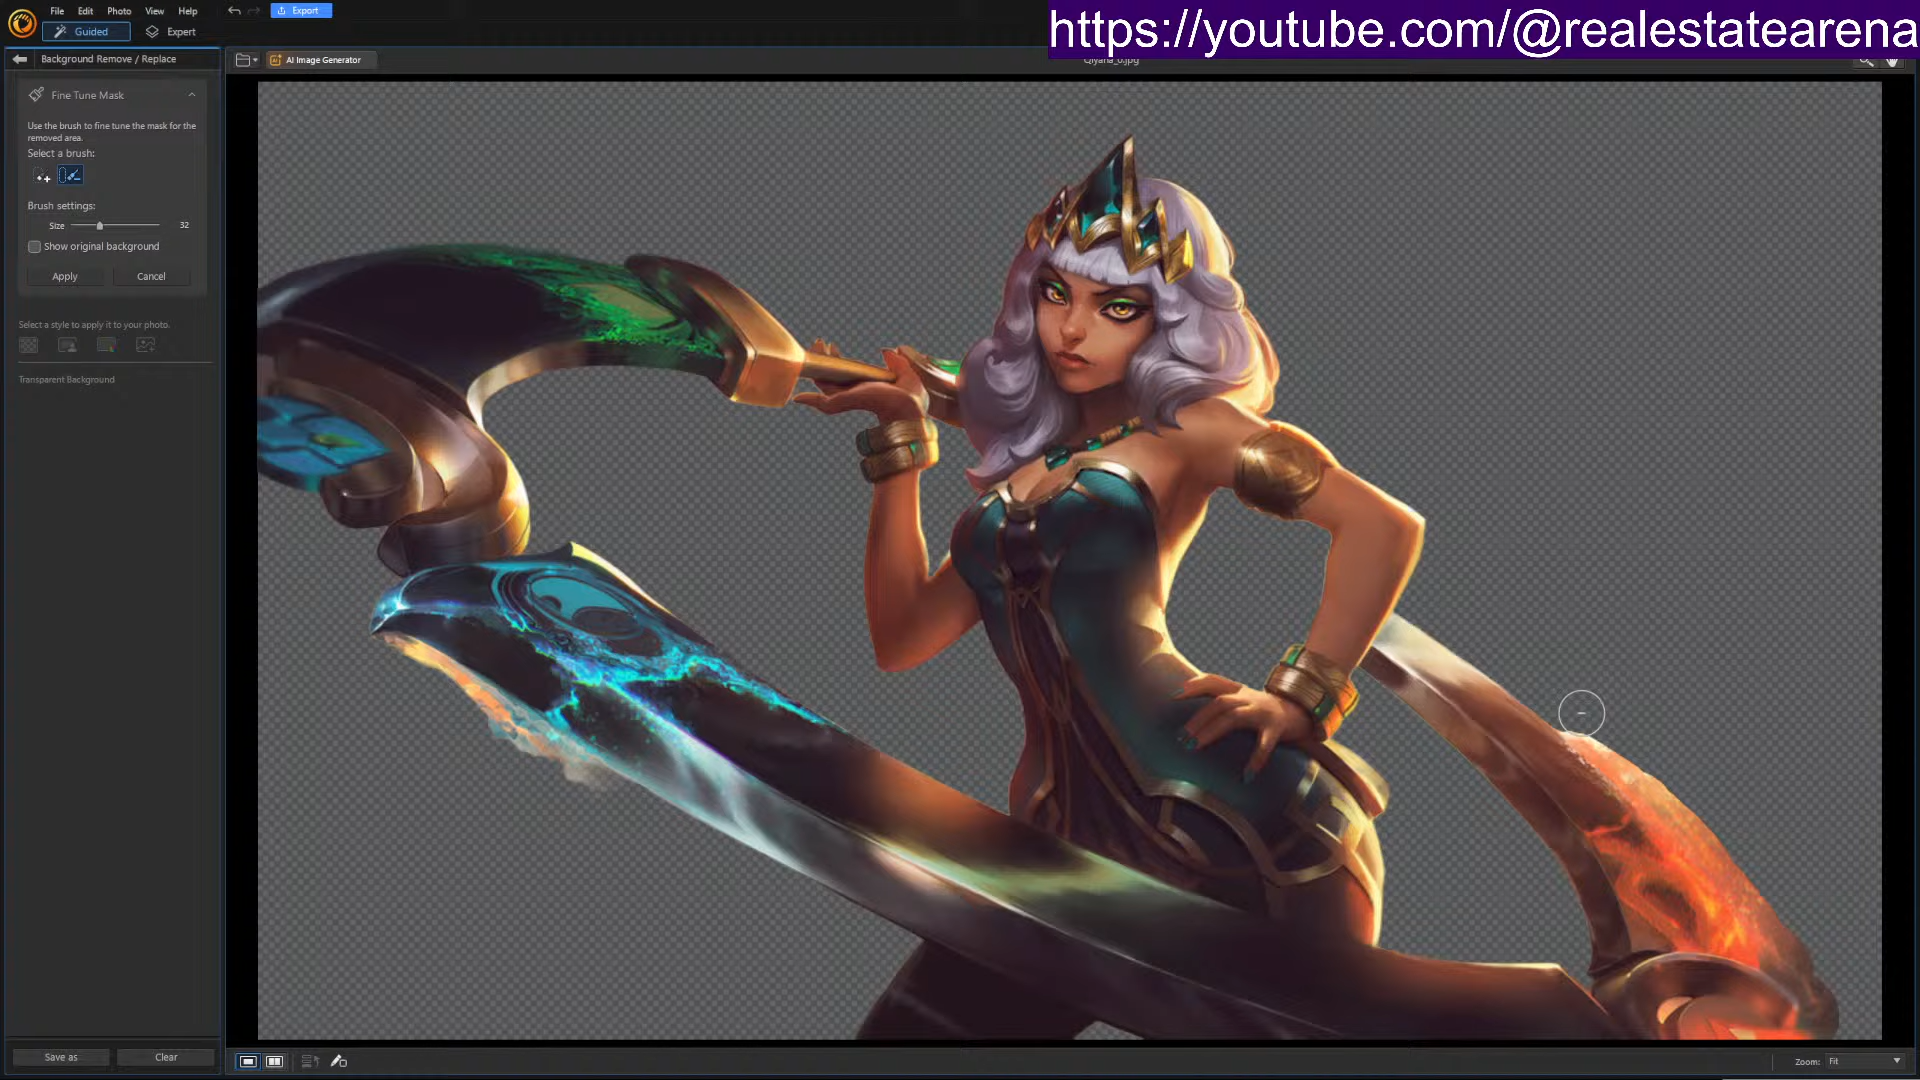 File Edit Photo View Help
Export
https://youtube.com/@realestatearena
Guided
Expert
Background Remove / Replace
AI Image Generator
Qiyana_0.jpg
Fine Tune Mask
Use the brush to fine tune the mask for the
removed area.
Select a brush:
Brush settings:
Size 32
Show original background
Apply Cancel
Select a style to apply it to your photo.
Transparent Background
Save as Clear
Zoom: Fit